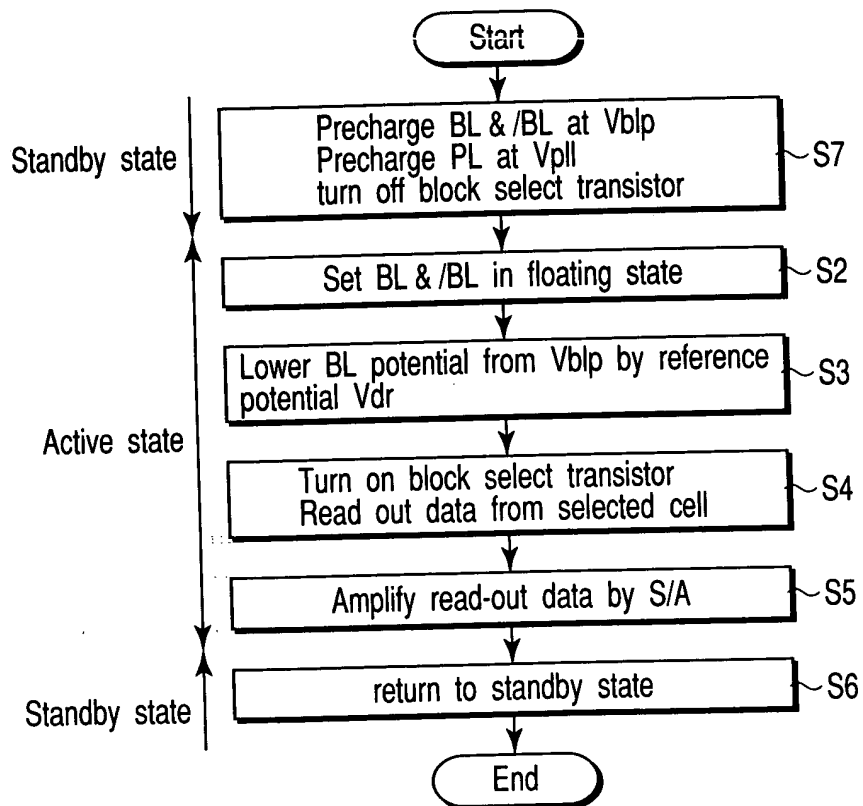 Start
Standby state
Precharge BL & /BL at Vblp
Precharge PL at Vpll
turn off block select transistor
S7
Set BL & /BL in floating state
S2
Lower BL potential from Vblp by reference
potential Vdr
S3
Active state
Turn on block select transistor
Read out data from selected cell
S4
Amplify read-out data by S/A
S5
Standby state
return to standby state
S6
End